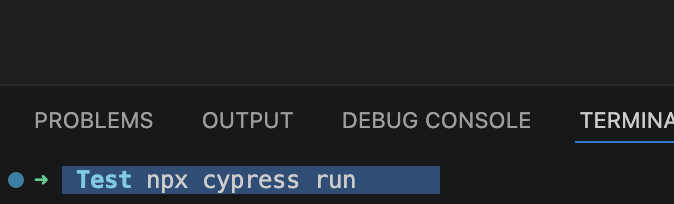 PROBLEMS OUTPUT DEBUG CONSOLE TERMINA
➜ Test npx cypress run